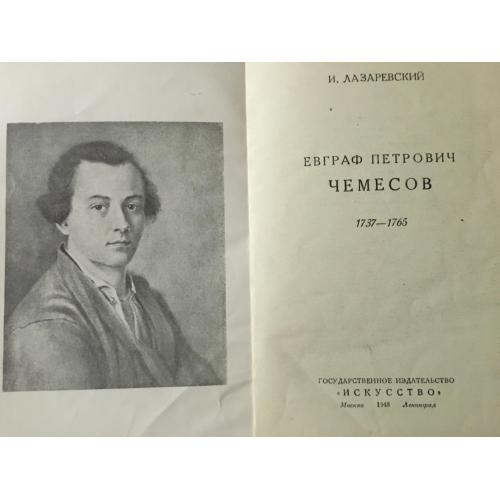 И. ЛАЗАРЕВСКИЙ
ЕВГРАФ ПЕТРОВИЧ
ЧЕМЕСОВ
1737—1765
ГОСУДАРСТВЕННОЕ ИЗДАТЕЛЬСТВО
«ИСКУССТВО»
Москва 1948 Ленинград